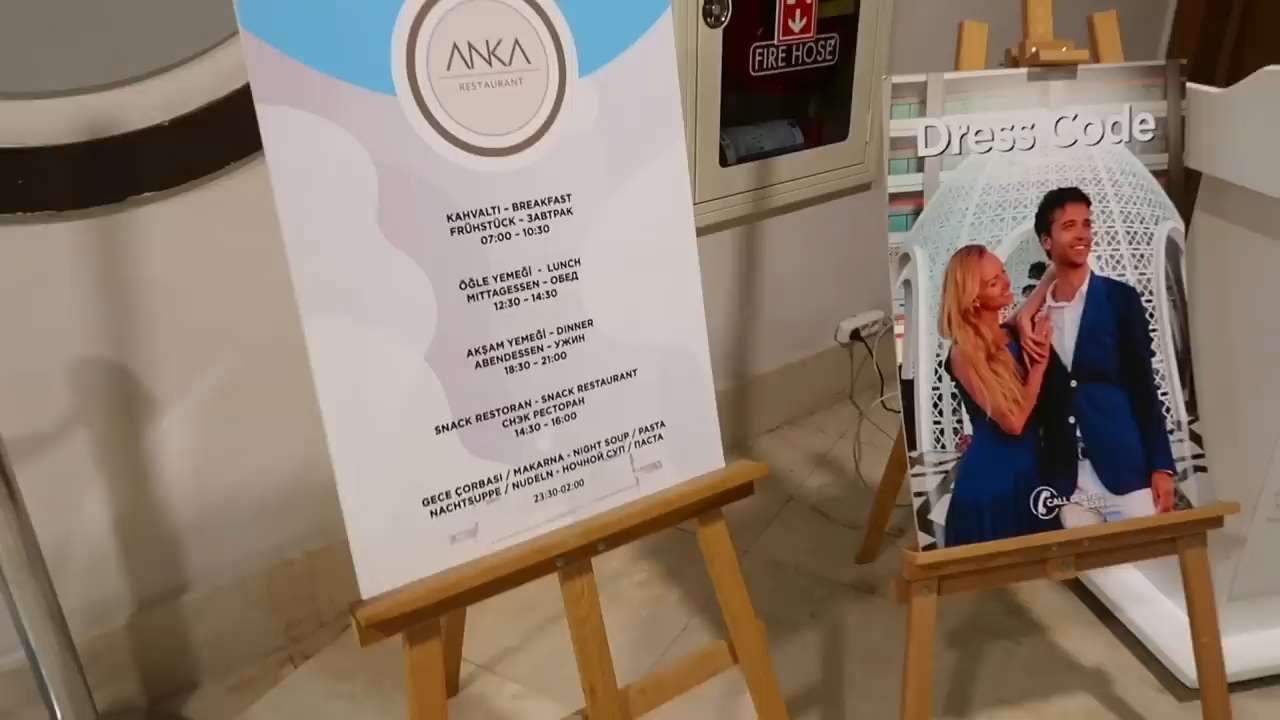 ANKA
RESTAURANT
KAHVALTI - BREAKFAST
FRÜHSTÜCK - ЗАВТРАК
07:00 - 10:30
ÖĞLE YEMEĞİ - LUNCH
MITTAGESSEN - ОБЕД
12:30 - 14:30
AKŞAM YEMEĞİ - DINNER
ABENDESSEN - УЖИН
18:30 - 21:00
SNACK RESTORAN - SNACK RESTAURANT
СНЭК РЕСТОРАН
14:30 - 16:00
GECE ÇORBASI / MAKARNA - NIGHT SOUP / PASTA
NACHTSUPPE / NUDELN - НОЧНОЙ СУП / ПАСТА
23:30-02:00
FIRE HOSE
Dress Code
CALL